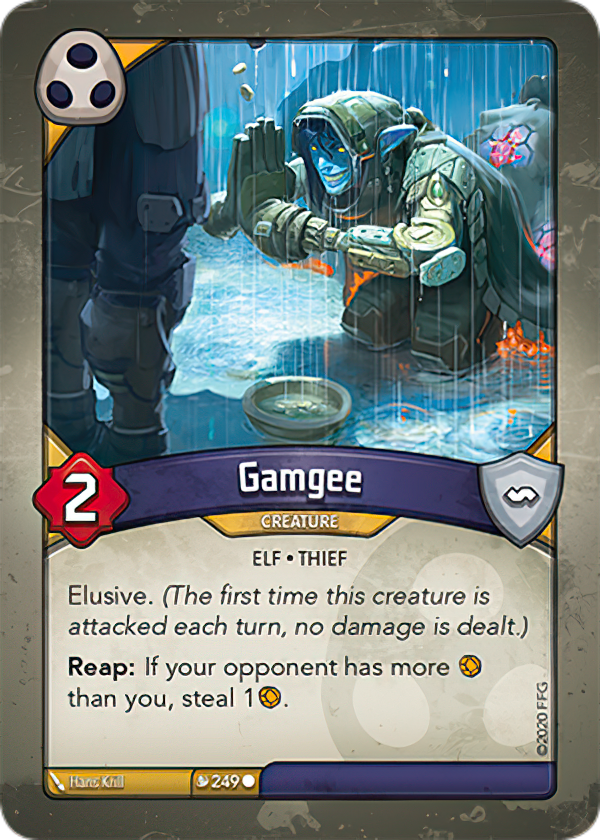 Gamgee
2
CREATURE
ELF • THIEF
Elusive. (The first time this creature is
attacked each turn, no damage is dealt.)
Reap: If your opponent has more
than you, steal 1.
©2020 FFG
Hans Krill
249